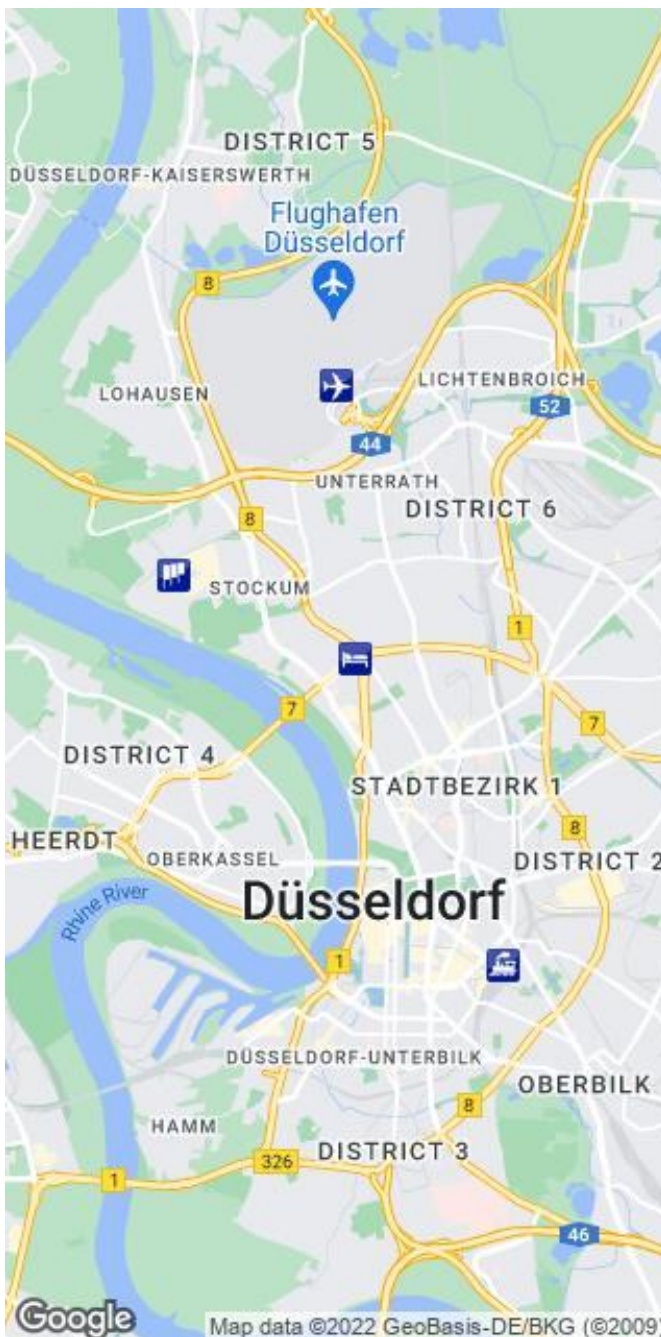 DISTRICT 5
DÜSSELDORF-KAISERSWERTH
Flughafen
Düsseldorf
8
LOHAUSEN
LICHTENBROICH
52
44
UNTERRATH
DISTRICT 6
8
STOCKUM
1
7
7
DISTRICT 4
STADTBEZIRK 1
8
HEERDT
OBERKASSEL
DISTRICT 2
Düsseldorf
Rhine River
1
DÜSSELDORF-UNTERBILK
OBERBILK
8
HAMM
DISTRICT 3
326
1
46
Google
Map data ©2022 GeoBasis-DE/BKG (©2009)